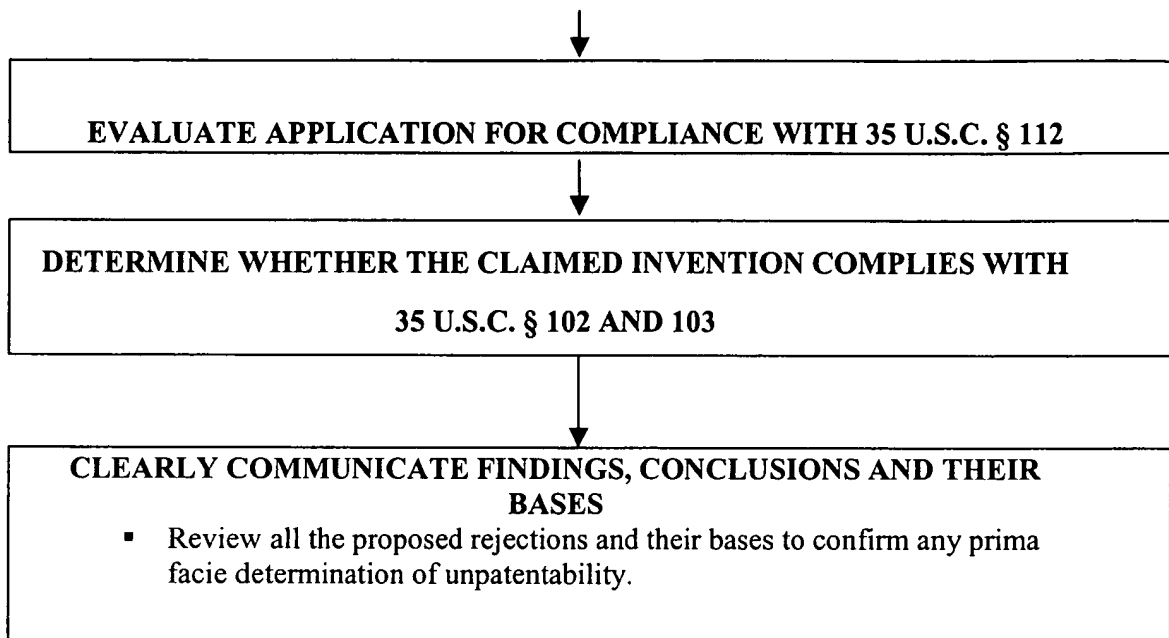 EVALUATE APPLICATION FOR COMPLIANCE WITH 35 U.S.C. § 112
DETERMINE WHETHER THE CLAIMED INVENTION COMPLIES WITH
35 U.S.C. § 102 AND 103
CLEARLY COMMUNICATE FINDINGS, CONCLUSIONS AND THEIR
BASES
▪ Review all the proposed rejections and their bases to confirm any prima
facie determination of unpatentability.